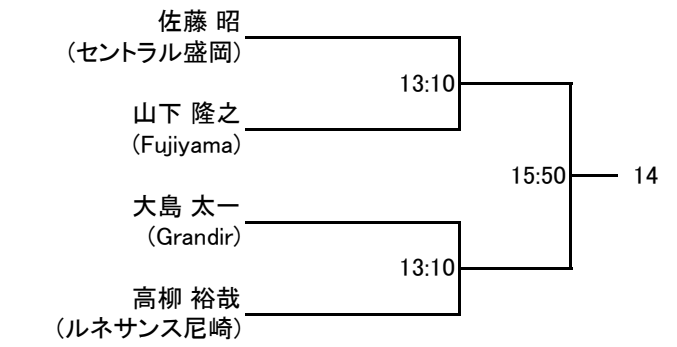 佐藤 昭
(セントラル盛岡)
13:10
山下 隆之
(Fujiyama)
15:50
14
大島 太一
(Grandir)
13:10
高柳 裕哉
(ルネサンス尼崎)